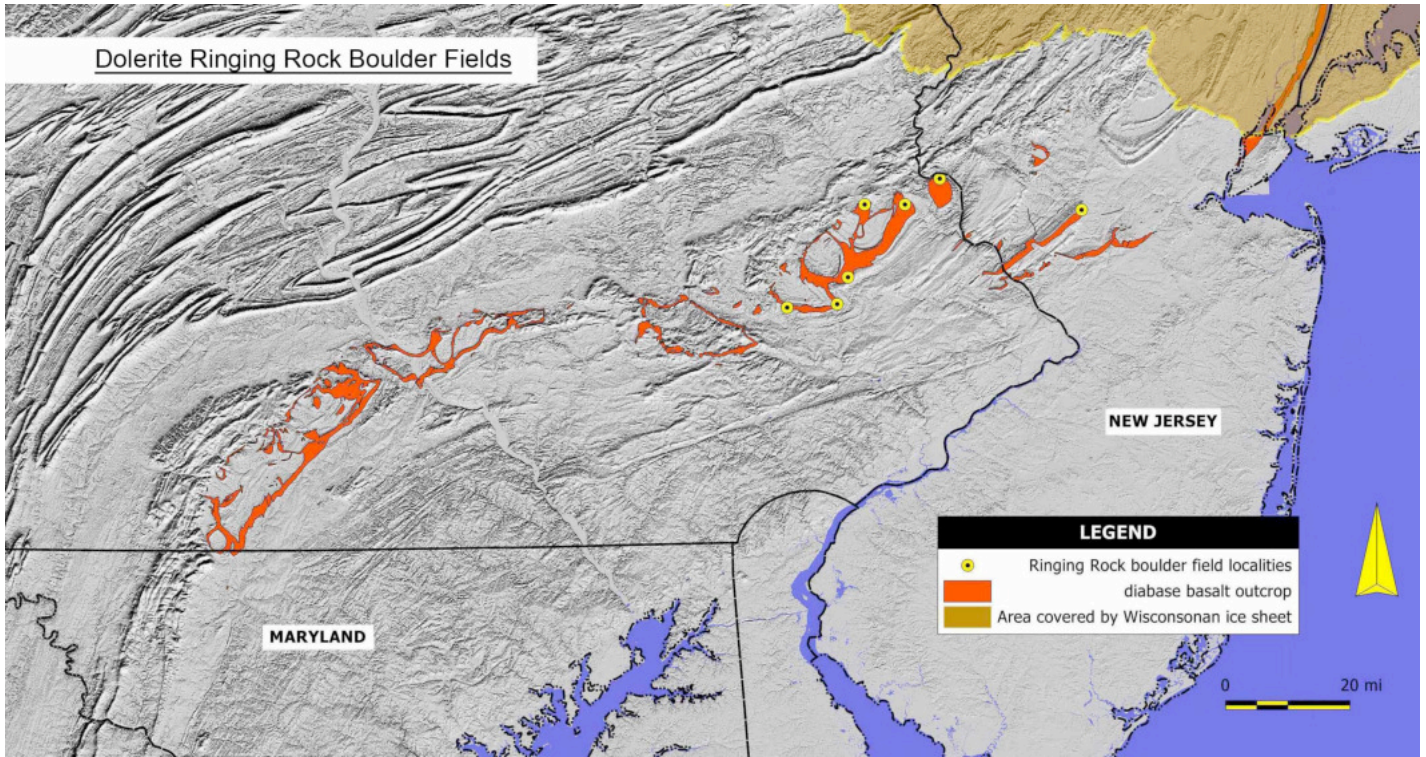 Dolerite Ringing Rock Boulder Fields
NEW JERSEY
MARYLAND
LEGEND
Ringing Rock boulder field localities
diabase basalt outcrop
Area covered by Wisconsonan ice sheet
0 20 mi